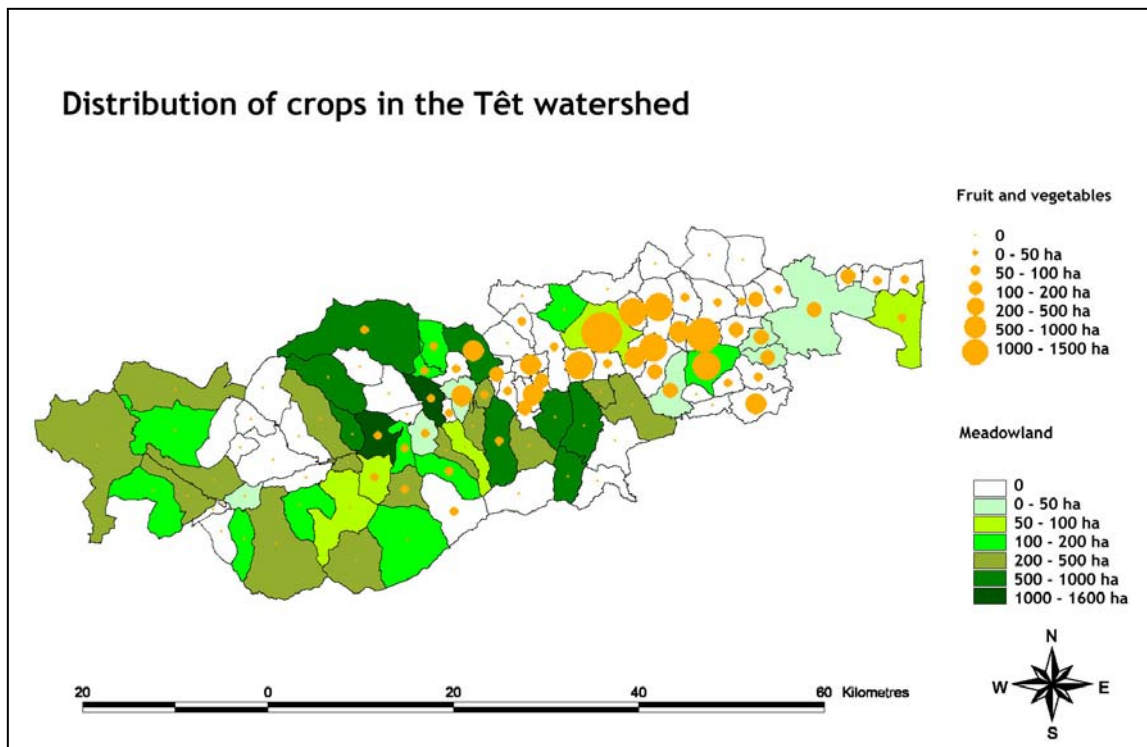 Distribution of crops in the Têt watershed
Fruit and vegetables
0
0 - 50 ha
50 - 100 ha
100 - 200 ha
200 - 500 ha
500 - 1000 ha
1000 - 1500 ha
Meadowland
0
0 - 50 ha
50 - 100 ha
100 - 200 ha
200 - 500 ha
500 - 1000 ha
1000 - 1600 ha
N
W E
S
20 0 20 40 60 Kilometres